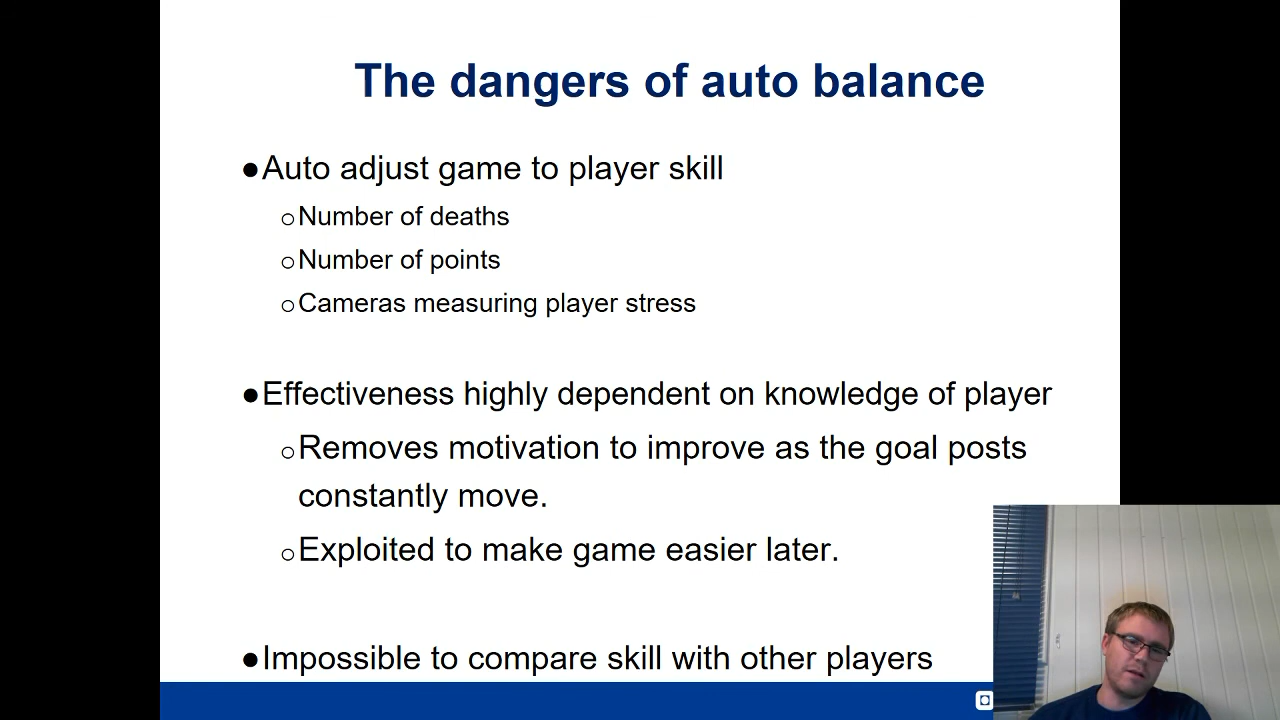 The dangers of auto balance
●Auto adjust game to player skill
○Number of deaths
○Number of points
○Cameras measuring player stress
●Effectiveness highly dependent on knowledge of player
○Removes motivation to improve as the goal posts
constantly move.
○Exploited to make game easier later.
●Impossible to compare skill with other players